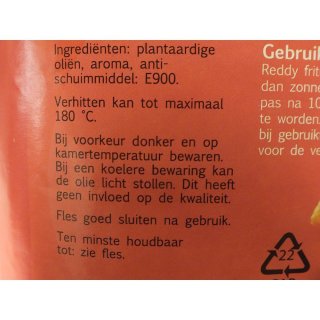 Ingrediënten: plantaardige
oliën, aroma, anti-
schuimmiddel: E900.
Verhitten kan tot maximaal
180 °C.
Bij voorkeur donker en op
kamertemperatuur bewaren.
Bij een koelere bewaring kan
de olie licht stollen. Dit heeft
geen invloed op de kwaliteit.
Fles goed sluiten na gebruik.
Ten minste houdbaar
tot: zie fles.
Gebruik
Reddy frit
dan zonne
pas na 10
te worden
bij gebruik
voor de ve
22